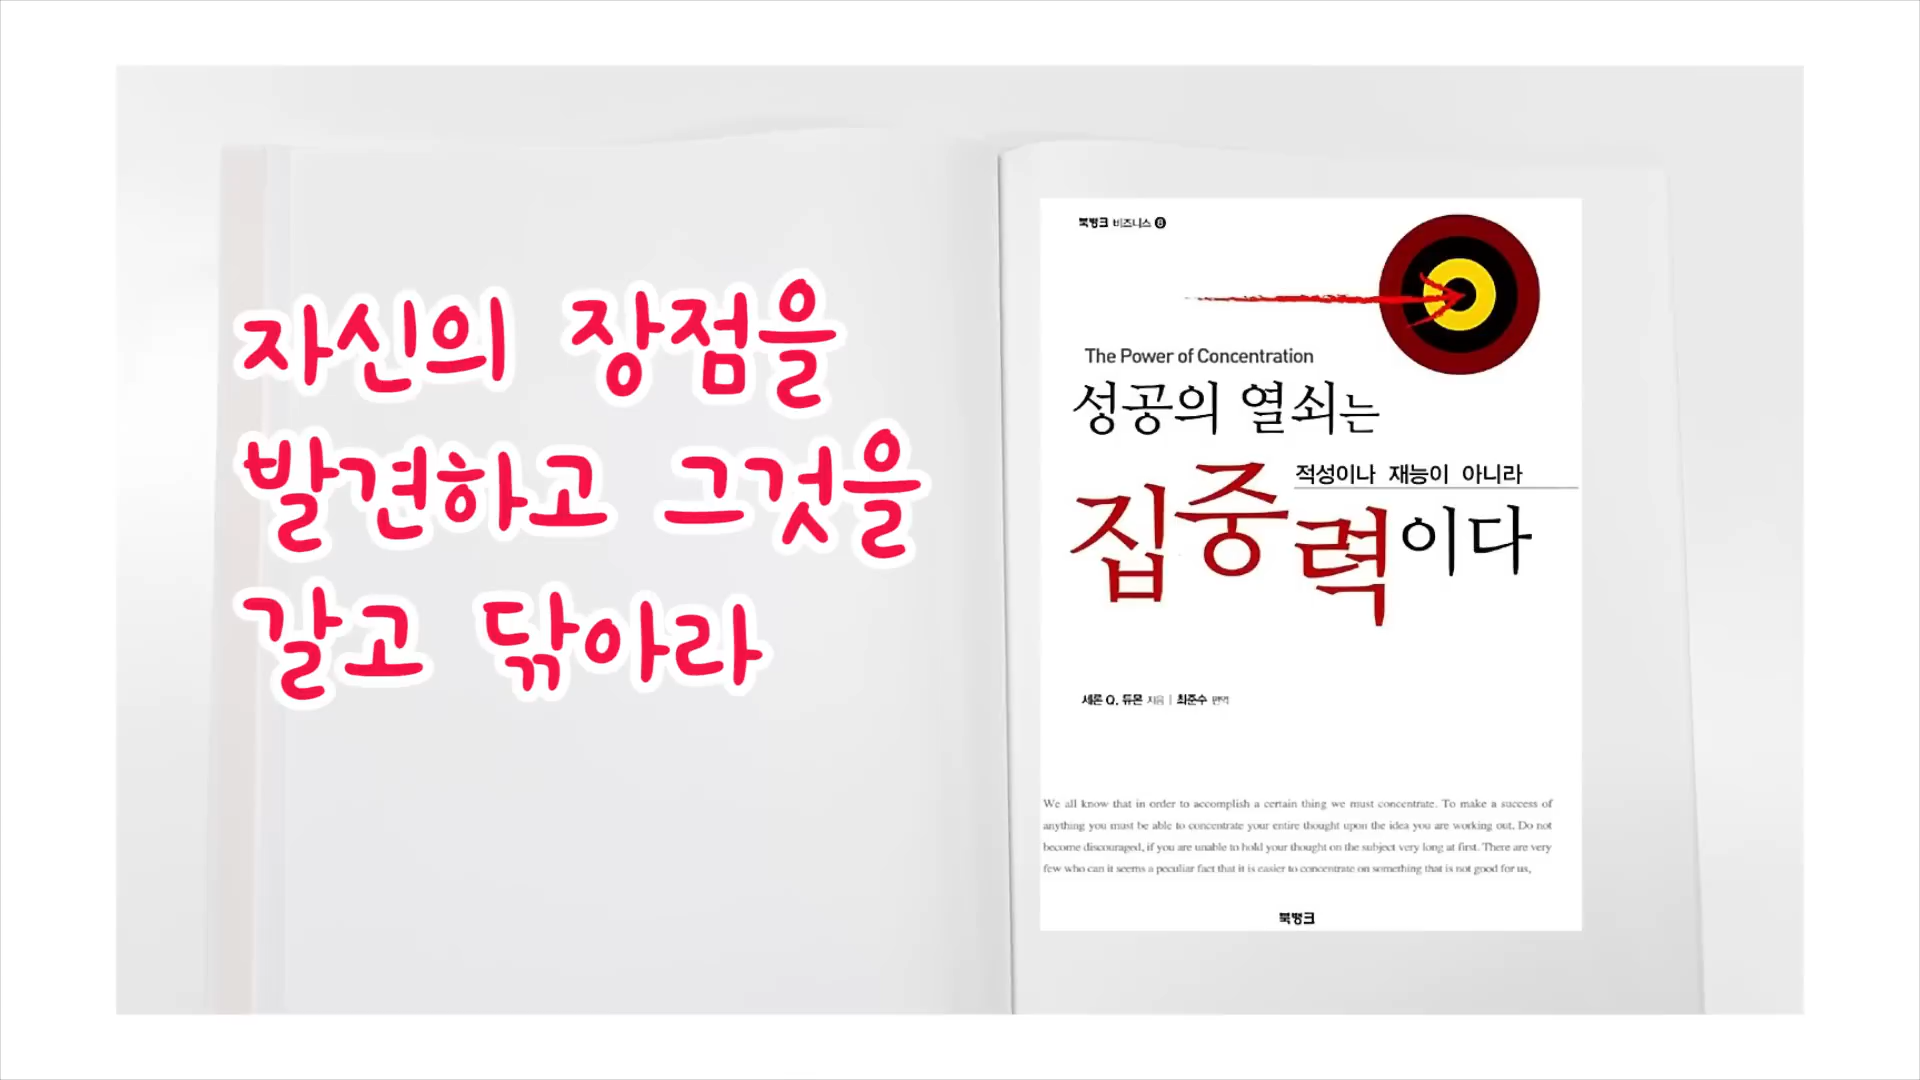 자신의 장점을
발견하고 그것을
갈고 닦아라
북뱅크 비즈니스 8
The Power of Concentration
성공의 열쇠는
적성이나 재능이 아니라
집중력이다
세론 Q. 듀몬 지음 | 최준수 편역
We all know that in order to accomplish a certain thing we must concentrate. To make a success of
anything you must be able to concentrate your entire thought upon the idea you are working out. Do not
become discouraged, if you are unable to hold your thought on the subject very long at first. There are very
few who can it seems a peculiar fact that it is easier to concentrate on something that is not good for us,
북뱅크